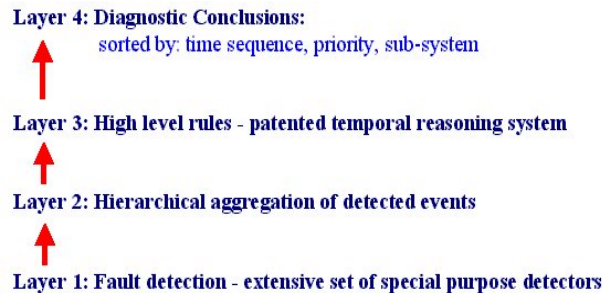 Layer 4: Diagnostic Conclusions:
sorted by: time sequence, priority, sub-system
Layer 3: High level rules - patented temporal reasoning system
Layer 2: Hierarchical aggregation of detected events
Layer 1: Fault detection - extensive set of special purpose detectors